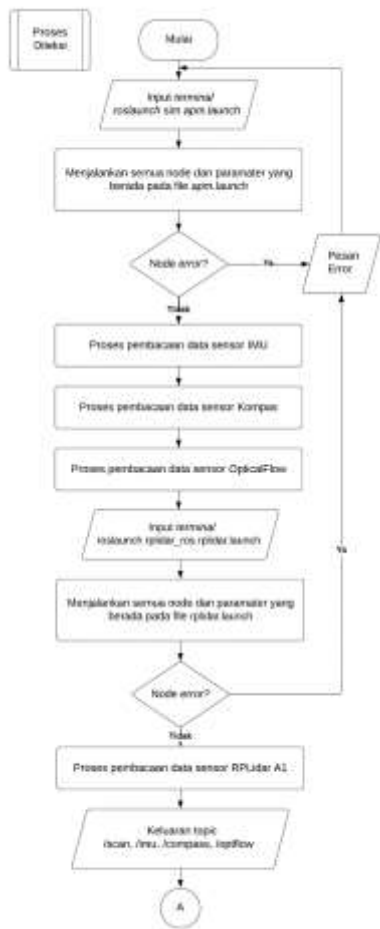 Proses
Diteksi
Mulai
Input terminal
roslaunch sim apm.launch
Menjalankan semua node dan paramater yang
berada pada file apm.launch
Node error?
Ya
Pesan
Error
Tidak
Proses pembacaan data sensor IMU
Proses pembacaan data sensor Kompas
Proses pembacaan data sensor OpticalFlow
Input terminal
roslaunch rplidar_ros rplidar.launch
Ya
Menjalankan semua node dan paramater yang
berada pada file rplidar.launch
Node error?
Tidak
Proses pembacaan data sensor RPLidar A1
Keluaran topic
/scan, /imu, /compass, /optflow
A